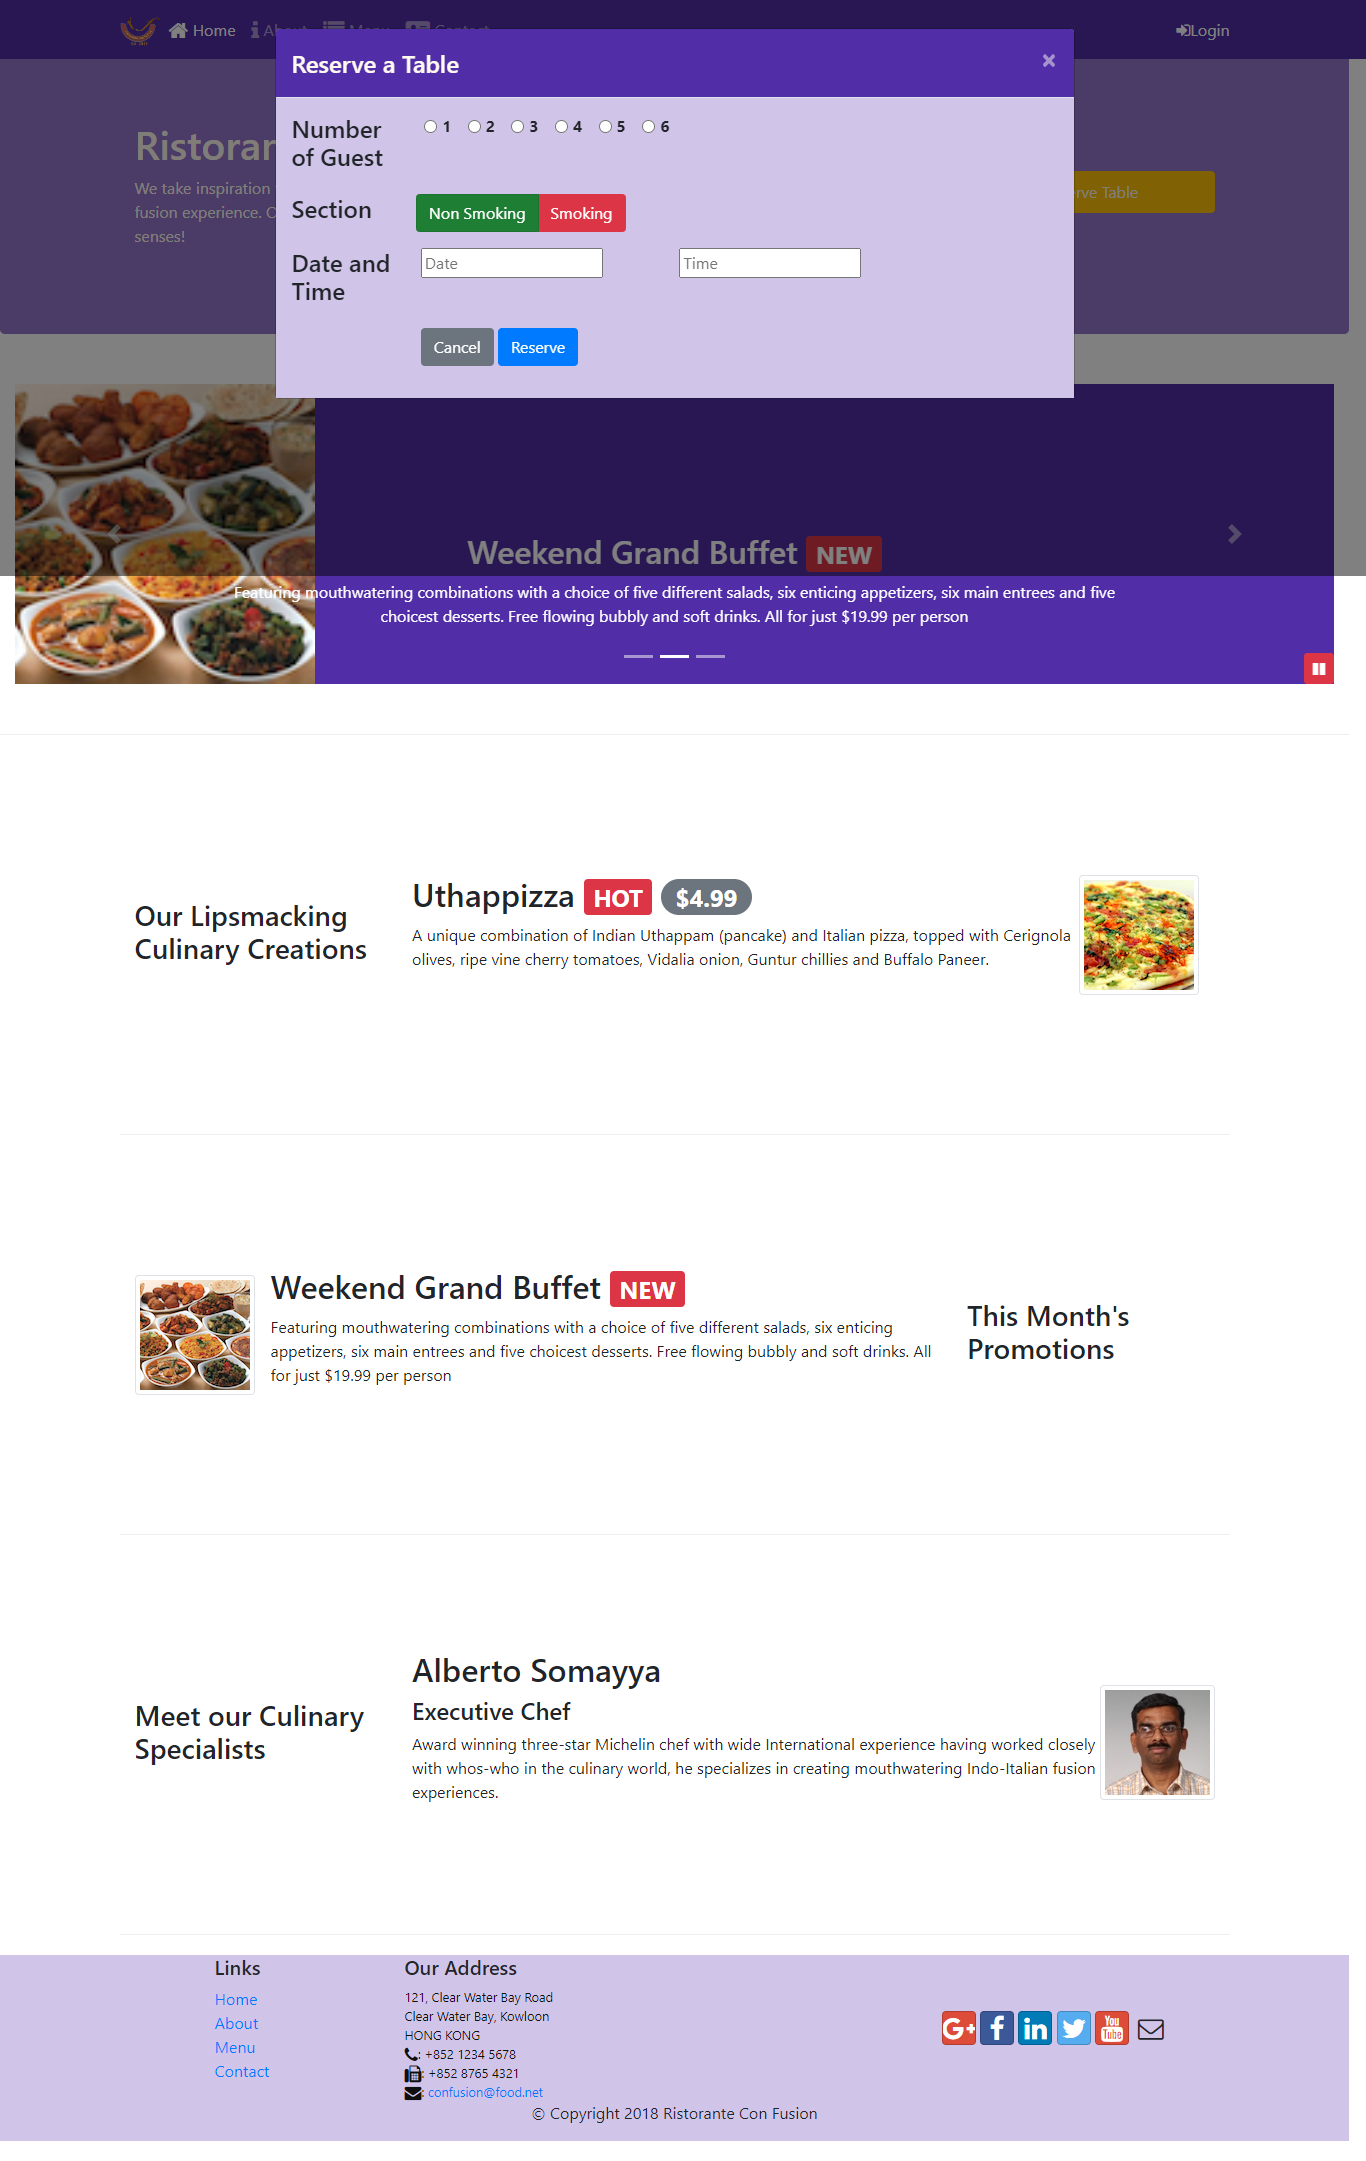 Home
Login
Reserve a Table
×
Ristoran
We take inspiration
fusion experience. O
senses!
Number
of Guest
1 2 3 4 5 6
Section
Non Smoking
Smoking
Date and
Time
Date
Time
Cancel
Reserve
rve Table
Weekend Grand Buffet NEW
Featuring mouthwatering combinations with a choice of five different salads, six enticing appetizers, six main entrees and five
choicest desserts. Free flowing bubbly and soft drinks. All for just $19.99 per person
Our Lipsmacking
Culinary Creations
Uthappizza HOT $4.99
A unique combination of Indian Uthappam (pancake) and Italian pizza, topped with Cerignola
olives, ripe vine cherry tomatoes, Vidalia onion, Guntur chillies and Buffalo Paneer.
Weekend Grand Buffet NEW
Featuring mouthwatering combinations with a choice of five different salads, six enticing
appetizers, six main entrees and five choicest desserts. Free flowing bubbly and soft drinks. All
for just $19.99 per person
This Month's
Promotions
Meet our Culinary
Specialists
Alberto Somayya
Executive Chef
Award winning three-star Michelin chef with wide International experience having worked closely
with whos-who in the culinary world, he specializes in creating mouthwatering Indo-Italian fusion
experiences.
Links
Home
About
Menu
Contact
Our Address
121, Clear Water Bay Road
Clear Water Bay, Kowloon
HONG KONG
: +852 1234 5678
: +852 8765 4321
: confusion@food.net
G+ f in You Tube
© Copyright 2018 Ristorante Con Fusion